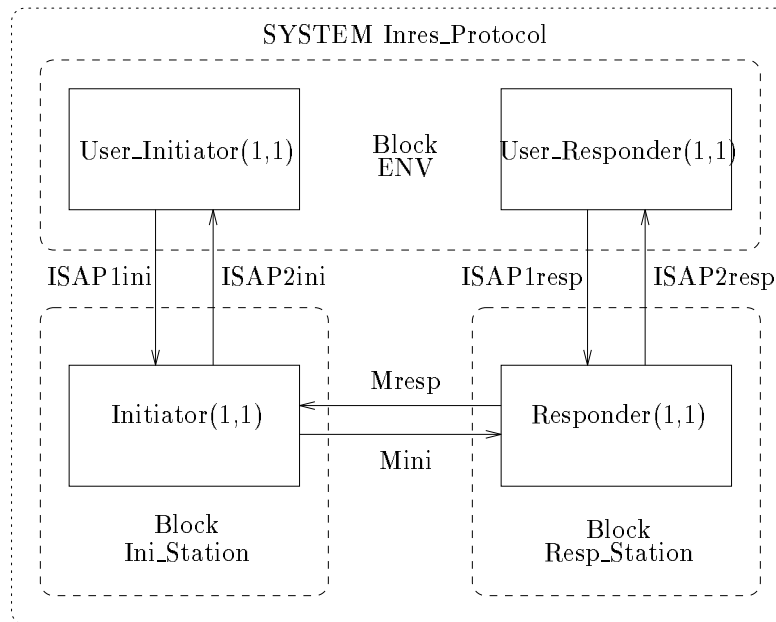 SYSTEM Inres_Protocol
User_Initiator(1,1)
Block
ENV
User_Responder(1,1)
ISAP1ini
ISAP2ini
ISAP1resp
ISAP2resp
Initiator(1,1)
Mresp
Mini
Responder(1,1)
Block
Ini_Station
Block
Resp_Station